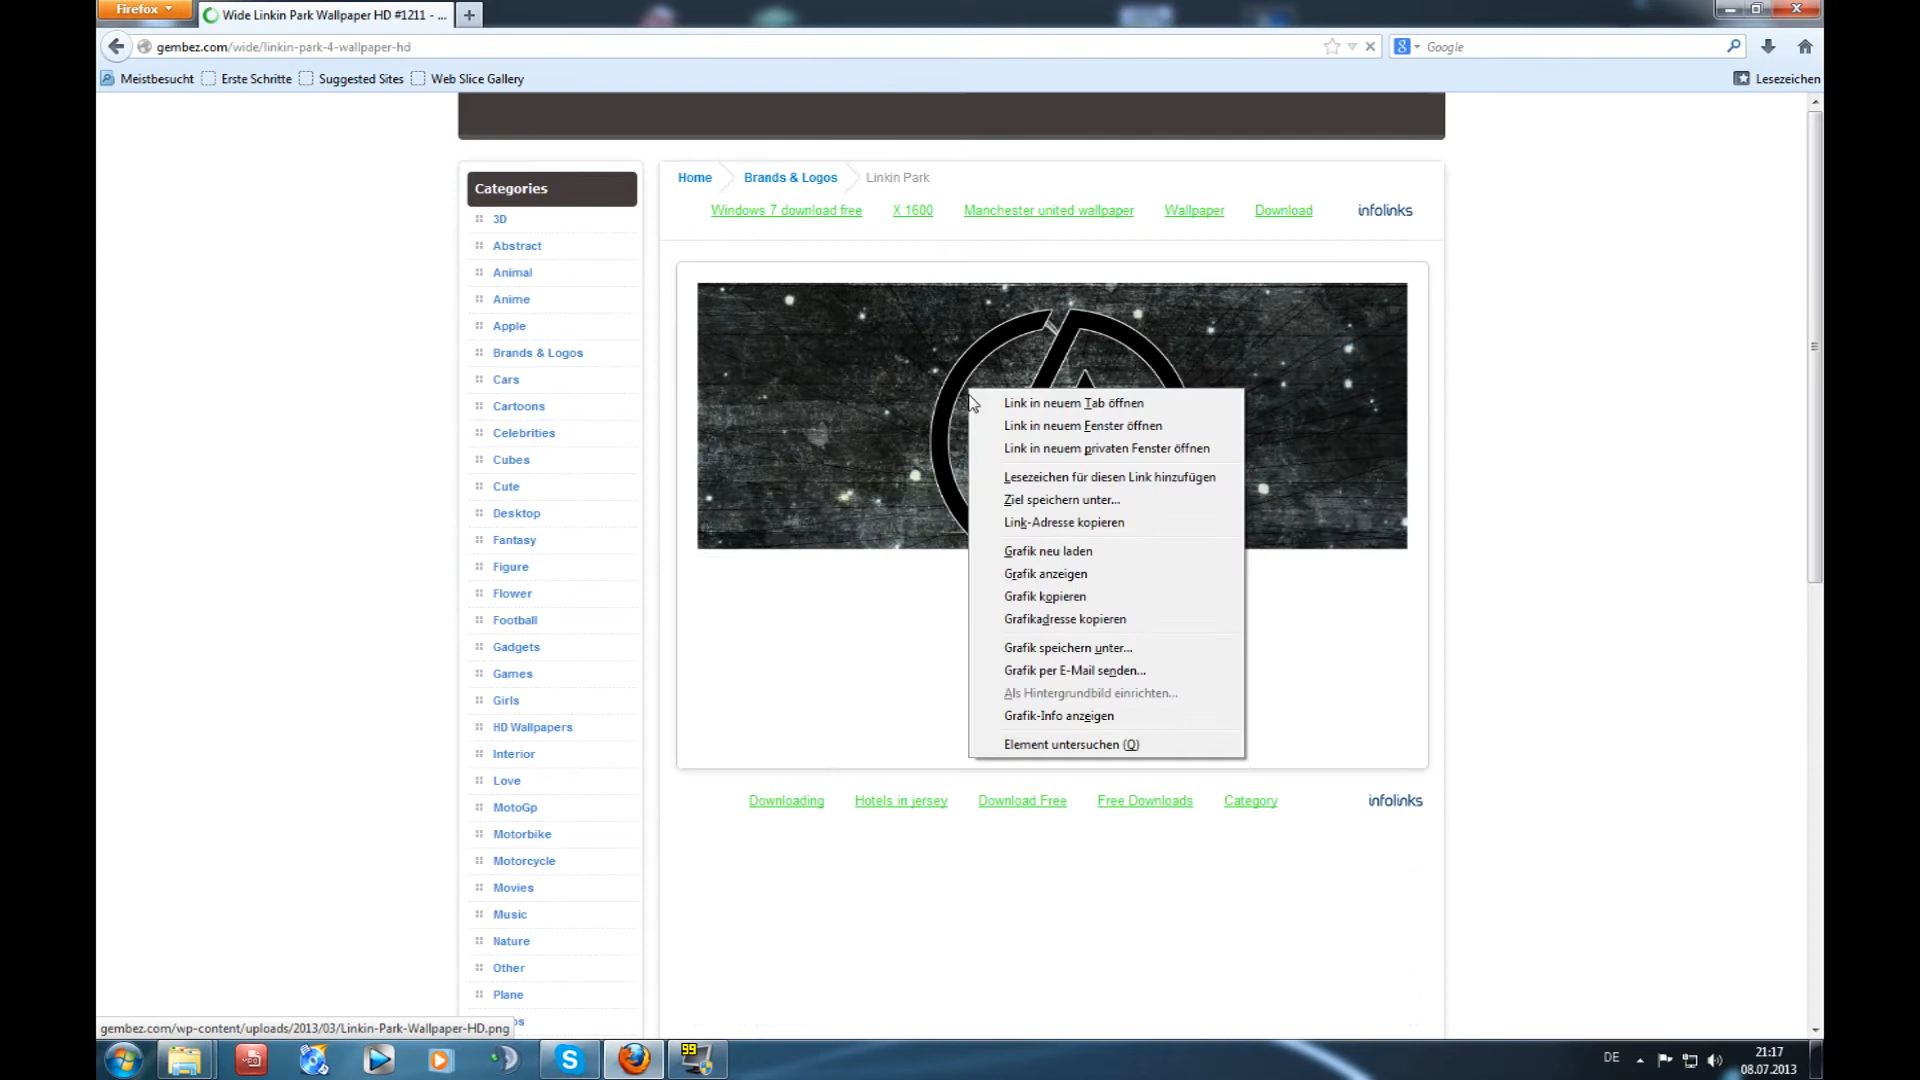 Firefox
Wide Linkin Park Wallpaper HD #1211 - ...
gembez.com/wide/linkin-park-4-wallpaper-hd
Google
Meistbesucht
Erste Schritte
Suggested Sites
Web Slice Gallery
Lesezeichen
Categories
3D
Abstract
Animal
Anime
Apple
Brands & Logos
Cars
Cartoons
Celebrities
Cubes
Cute
Desktop
Fantasy
Figure
Flower
Football
Gadgets
Games
Girls
HD Wallpapers
Interior
Love
MotoGp
Motorbike
Motorcycle
Movies
Music
Nature
Other
Plane
Home
Brands & Logos
Linkin Park
Windows 7 download free
X 1600
Manchester united wallpaper
Wallpaper
Download
infolinks
Link in neuem Tab öffnen
Link in neuem Fenster öffnen
Link in neuem privaten Fenster öffnen
Lesezeichen für diesen Link hinzufügen
Ziel speichern unter...
Link-Adresse kopieren
Grafik neu laden
Grafik anzeigen
Grafik kopieren
Grafikadresse kopieren
Grafik speichern unter...
Grafik per E-Mail senden...
Als Hintergrundbild einrichten...
Grafik-Info anzeigen
Element untersuchen (Q)
Downloading
Hotels in jersey
Download Free
Free Downloads
Category
infolinks
gembez.com/wp-content/uploads/2013/03/Linkin-Park-Wallpaper-HD.png
99
DE
21:17
08.07.2013